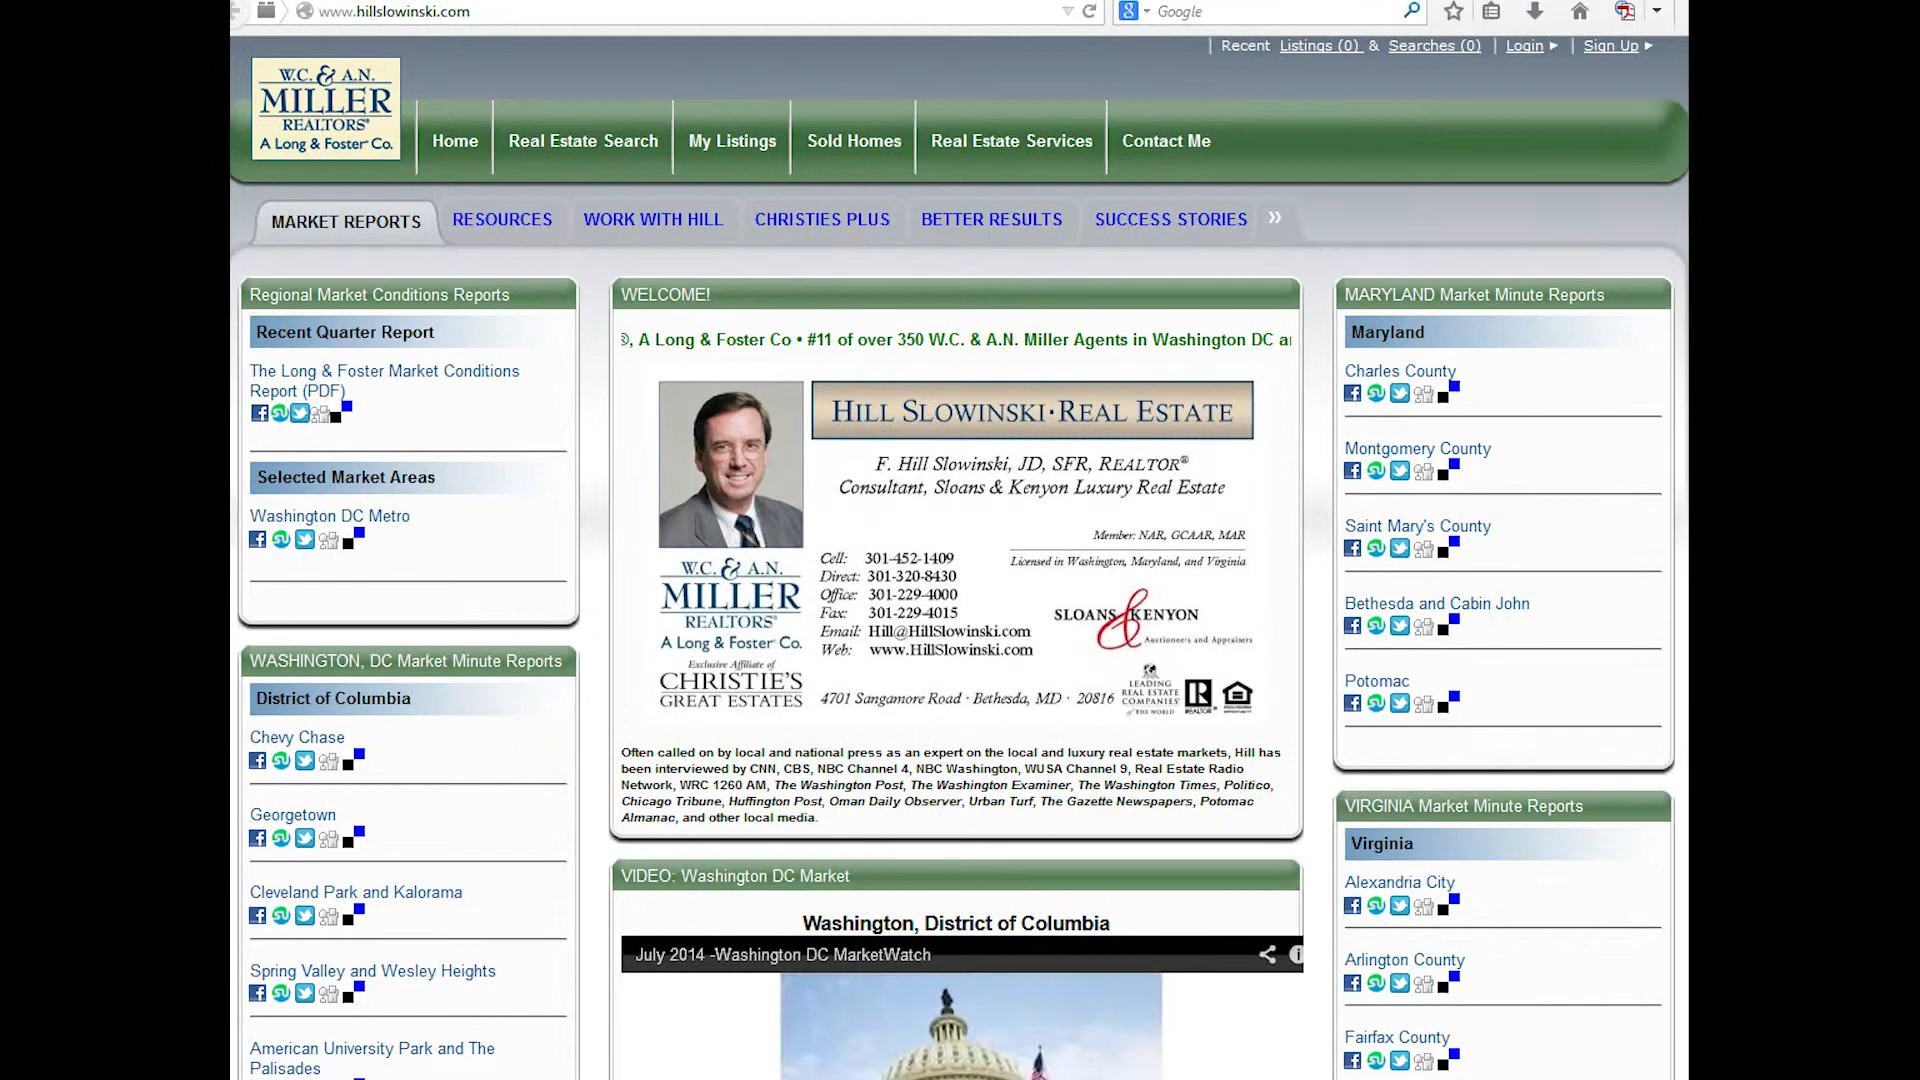 www.hillslowinski.com
Google
Recent Listings (0) & Searches (0) | Login | Sign Up
W.C. & A.N.
MILLER
REALTORS®
A Long & Foster Co.
Home
Real Estate Search
My Listings
Sold Homes
Real Estate Services
Contact Me
MARKET REPORTS
RESOURCES
WORK WITH HILL
CHRISTIES PLUS
BETTER RESULTS
SUCCESS STORIES
»
Regional Market Conditions Reports
Recent Quarter Report
The Long & Foster Market Conditions
Report (PDF)
Selected Market Areas
Washington DC Metro
WASHINGTON, DC Market Minute Reports
District of Columbia
Chevy Chase
Georgetown
Cleveland Park and Kalorama
Spring Valley and Wesley Heights
American University Park and The
Palisades
WELCOME!
, A Long & Foster Co • #11 of over 350 W.C. & A.N. Miller Agents in Washington DC
HILL SLOWINSKI·REAL ESTATE
F. Hill Slowinski, JD, SFR, REALTOR®
Consultant, Sloans & Kenyon Luxury Real Estate
Member: NAR, GCAAR, MAR
Licensed in Washington, Maryland, and Virginia
W.C. & A.N.
MILLER
REALTORS®
A Long & Foster Co.
Exclusive Affiliate of
CHRISTIE'S
GREAT ESTATES
Cell: 301-452-1409
Direct: 301-320-8430
Office: 301-229-4000
Fax: 301-229-4015
Email: Hill@HillSlowinski.com
Web: www.HillSlowinski.com
SLOANS & KENYON
Auctioneers and Appraisers
4701 Sangamore Road · Bethesda, MD · 20816
LEADING
REAL ESTATE
COMPANIES
of THE WORLD
REALTOR
Often called on by local and national press as an expert on the local and luxury real estate markets, Hill has
been interviewed by CNN, CBS, NBC Channel 4, NBC Washington, WUSA Channel 9, Real Estate Radio
Network, WRC 1260 AM, The Washington Post, The Washington Examiner, The Washington Times, Politico,
Chicago Tribune, Huffington Post, Oman Daily Observer, Urban Turf, The Gazette Newspapers, Potomac
Almanac, and other local media.
VIDEO: Washington DC Market
Washington, District of Columbia
July 2014 -Washington DC MarketWatch
MARYLAND Market Minute Reports
Maryland
Charles County
Montgomery County
Saint Mary's County
Bethesda and Cabin John
Potomac
VIRGINIA Market Minute Reports
Virginia
Alexandria City
Arlington County
Fairfax County